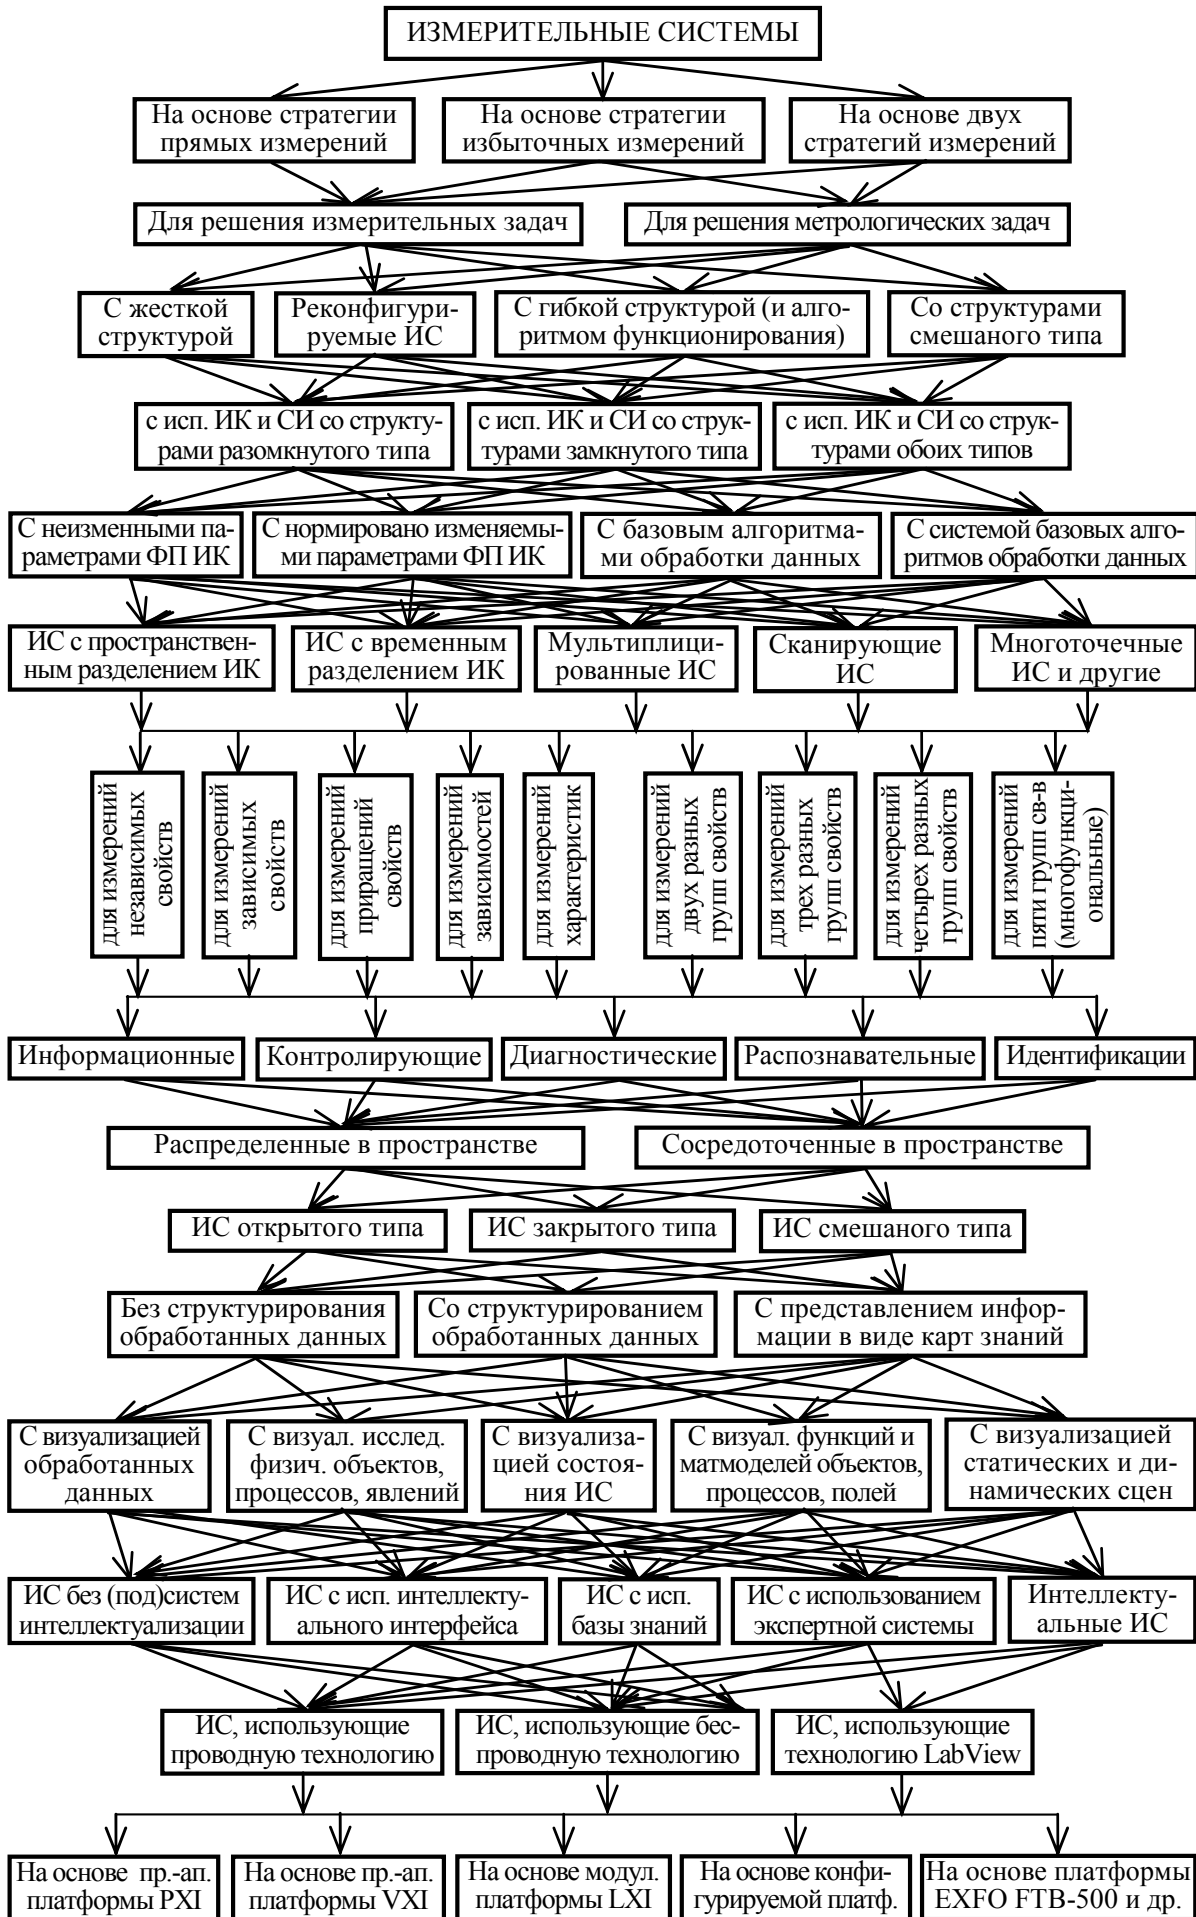 ИЗМЕРИТЕЛЬНЫЕ СИСТЕМЫ
На основе стратегии
прямых измерений
На основе стратегии
избыточных измерений
На основе двух
стратегий измерений
Для решения измерительных задач
Для решения метрологических задач
С жесткой
структурой
Реконфигури-
руемые ИС
С гибкой структурой (и алго-
ритмом функционирования)
Со структурами
смешаного типа
с исп. ИК и СИ со структу-
рами разомкнутого типа
с исп. ИК и СИ со струк-
турами замкнутого типа
с исп. ИК и СИ со струк-
турами обоих типов
С неизменными па-
раметрами ФП ИК
С нормировано изменяемы-
ми параметрами ФП ИК
С базовым алгоритма-
ми обработки данных
С системой базовых алго-
ритмов обработки данных
ИС с пространствен-
ным разделением ИК
ИС с временным
разделением ИК
Мультиплици-
рованные ИС
Сканирующие
ИС
Многоточечные
ИС и другие
для измерений
независимых
свойств
для измерений
зависимых
свойств
для измерений
приращений
свойств
для измерений
зависимостей
для измерений
характеристик
для измерений
двух разных
групп свойств
для измерений
трех разных
групп свойств
для измерений
четырех разных
групп свойств
для измерений
пяти групп св-в
(многофункци-
ональные)
Информационные
Контролирующие
Диагностические
Распознавательные
Идентификации
Распределенные в пространстве
Сосредоточенные в пространстве
ИС открытого типа
ИС закрытого типа
ИС смешаного типа
Без структурирования
обработанных данных
Со структурированием
обработанных данных
С представлением инфор-
мации в виде карт знаний
С визуализацией
обработанных
данных
С визуал. исслед.
физич. объектов,
процессов, явлений
С визуализа-
цией состоя-
ния ИС
С визуал. функций и
матмоделей объектов,
процессов, полей
С визуализацией
статических и ди-
намических сцен
ИС без (под)систем
интеллектуализации
ИС с исп. интеллекту-
ального интерфейса
ИС с исп.
базы знаний
ИС с использованием
экспертной системы
Интеллекту-
альные ИС
ИС, использующие
проводную технологию
ИС, использующие бес-
проводную технологию
ИС, использующие
технологию LabView
На основе пр.-ап.
платформы PXI
На основе пр.-ап.
платформы VXI
На основе модул.
платформы LXI
На основе конфи-
гурируемой платф.
На основе платформы
EXFO FTB-500 и др.